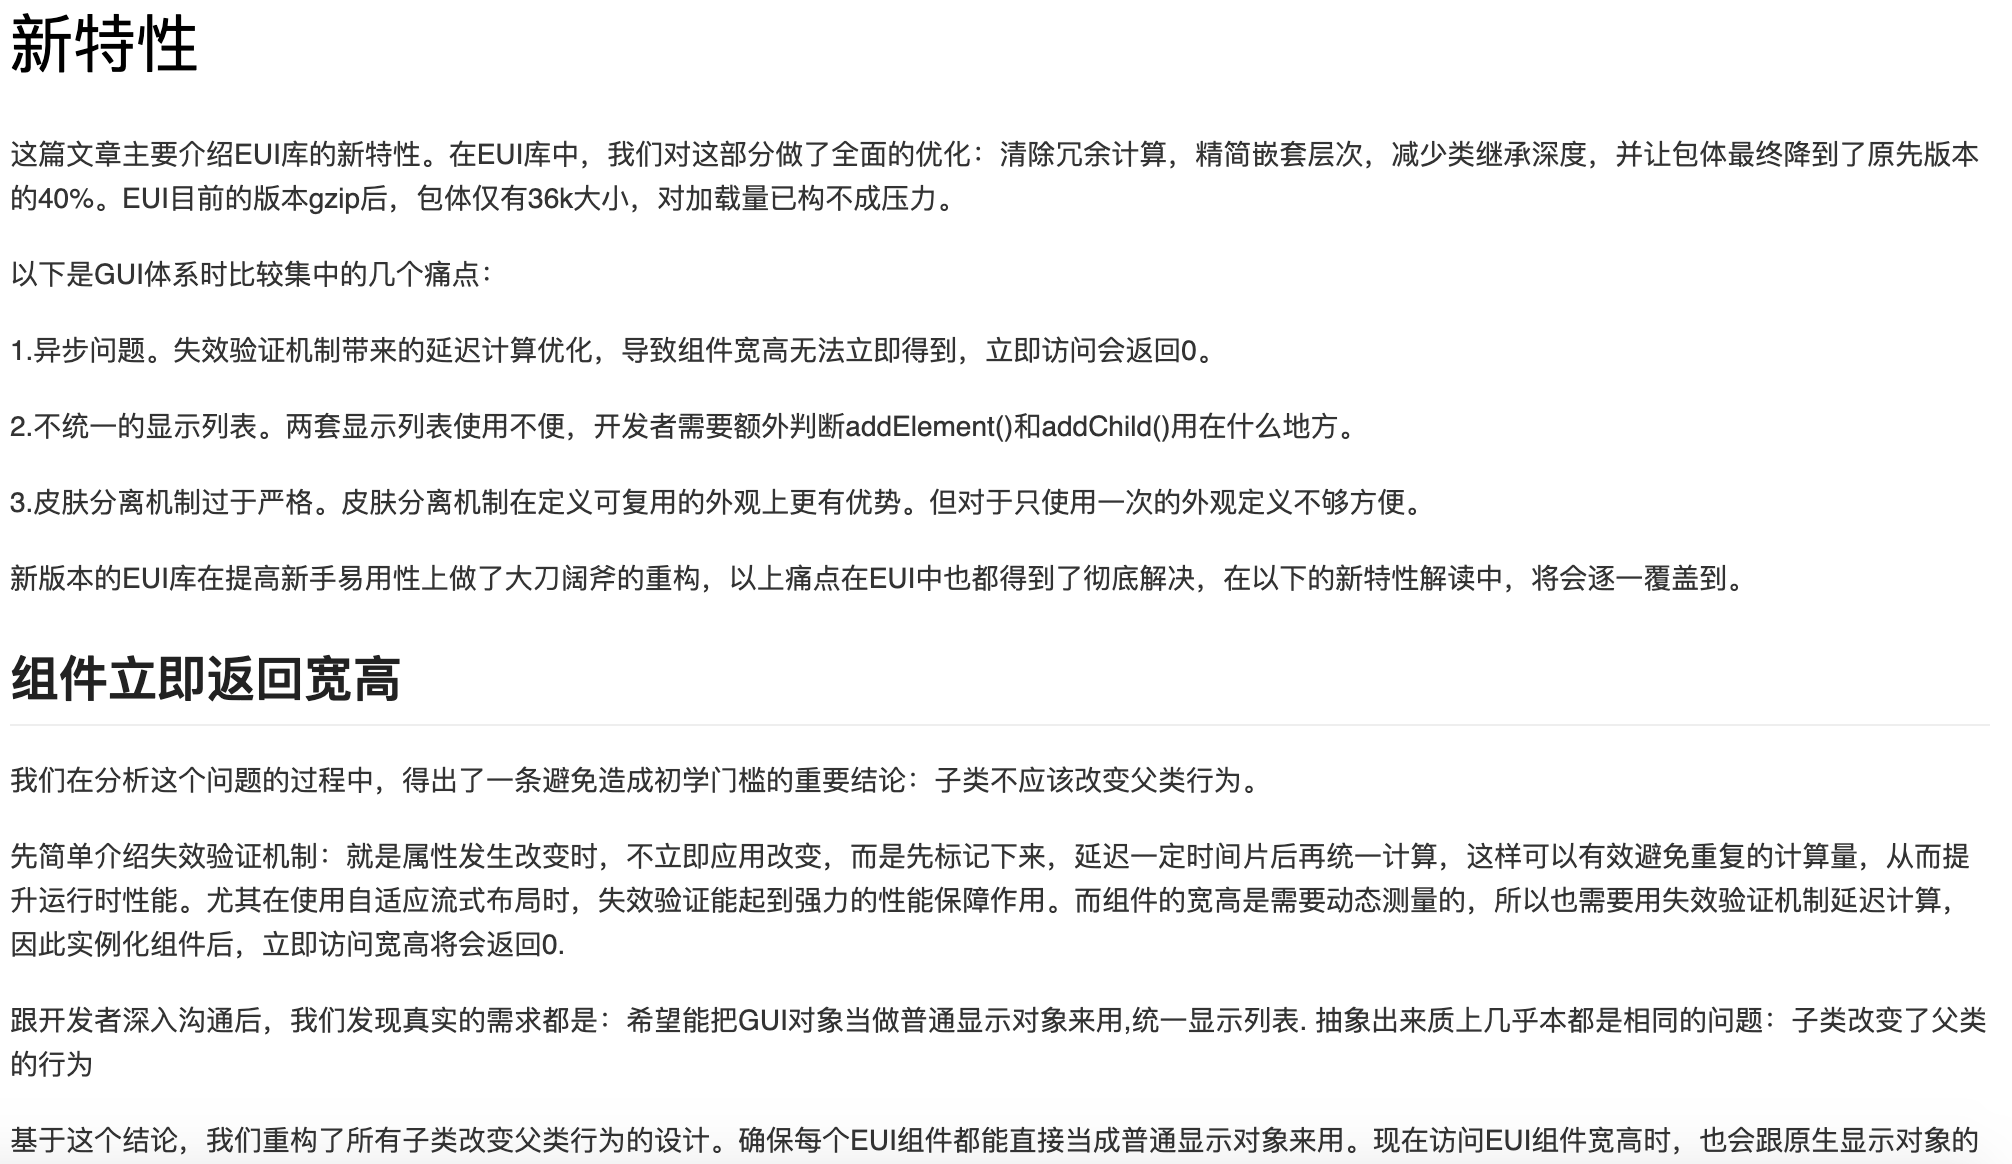 新特性
这篇文章主要介绍EUI库的新特性。在EUI库中，我们对这部分做了全面的优化：清除冗余计算，精简嵌套层次，减少类继承深度，并让包体最终降到了原先版本
的40%。EUI目前的版本gzip后，包体仅有36k大小，对加载量已构不成压力。
以下是GUI体系时比较集中的几个痛点：
1.异步问题。失效验证机制带来的延迟计算优化，导致组件宽高无法立即得到，立即访问会返回0。
2.不统一的显示列表。两套显示列表使用不便，开发者需要额外判断addElement()和addChild()用在什么地方。
3.皮肤分离机制过于严格。皮肤分离机制在定义可复用的外观上更有优势。但对于只使用一次的外观定义不够方便。
新版本的EUI库在提高新手易用性上做了大刀阔斧的重构，以上痛点在EUI中也都得到了彻底解决，在以下的新特性解读中，将会逐一覆盖到。
组件立即返回宽高
我们在分析这个问题的过程中，得出了一条避免造成初学门槛的重要结论：子类不应该改变父类行为。
先简单介绍失效验证机制：就是属性发生改变时，不立即应用改变，而是先标记下来，延迟一定时间片后再统一计算，这样可以有效避免重复的计算量，从而提
升运行时性能。尤其在使用自适应流式布局时，失效验证能起到强力的性能保障作用。而组件的宽高是需要动态测量的，所以也需要用失效验证机制延迟计算，
因此实例化组件后，立即访问宽高将会返回0.
跟开发者深入沟通后，我们发现真实的需求都是：希望能把GUI对象当做普通显示对象来用,统一显示列表. 抽象出来质上几乎本都是相同的问题：子类改变了父类
的行为
基于这个结论，我们重构了所有子类改变父类行为的设计。确保每个EUI组件都能直接当成普通显示对象来用。现在访问EUI组件宽高时，也会跟原生显示对象的